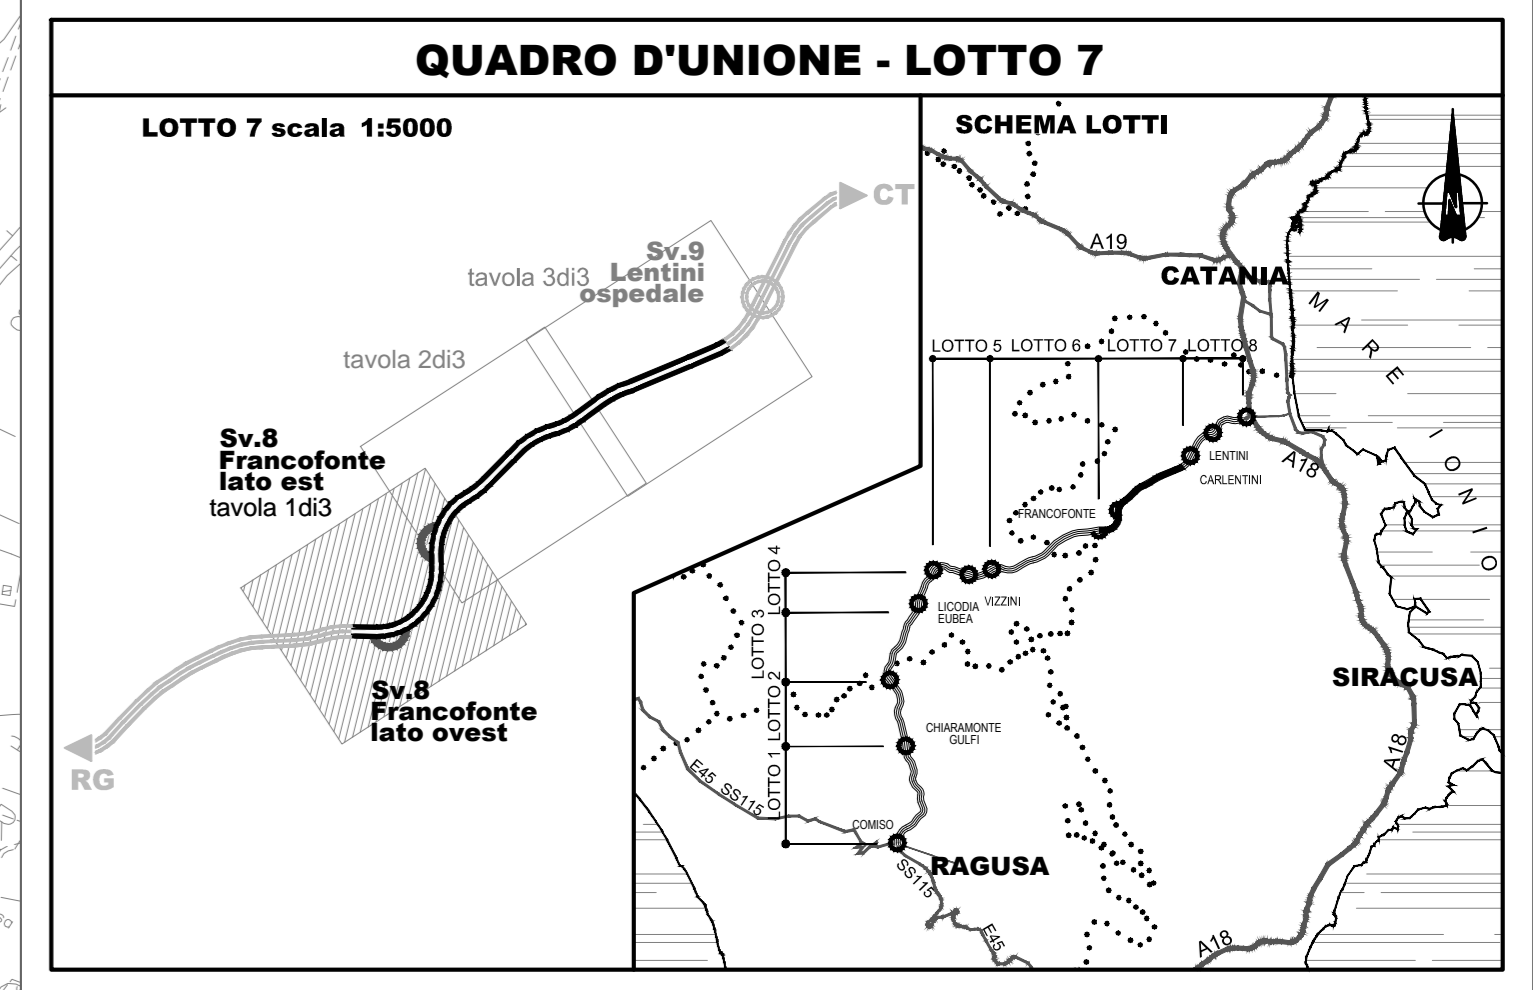 QUADRO D'UNIONE - LOTTO 7
LOTTO 7 scala 1:5000
CT
Sv.9
Lentini
ospedale
tavola 3di3
tavola 2di3
Sv.8
Francofonte
lato est
tavola 1di3
Sv.8
Francofonte
lato ovest
RG
SCHEMA LOTTI
N
A19
CATANIA
MARE IONIO
LOTTO 5
LOTTO 6
LOTTO 7
LOTTO 8
LENTINI
CARLENTINI
A18
FRANCOFONTE
LOTTO 4
LOTTO 3
LOTTO 2
LOTTO 1
VIZZINI
LICODIA
EUBEA
SIRACUSA
CHIARAMONTE
GULFI
A18
E45 SS115
COMISO
RAGUSA
SS115
E45
A18